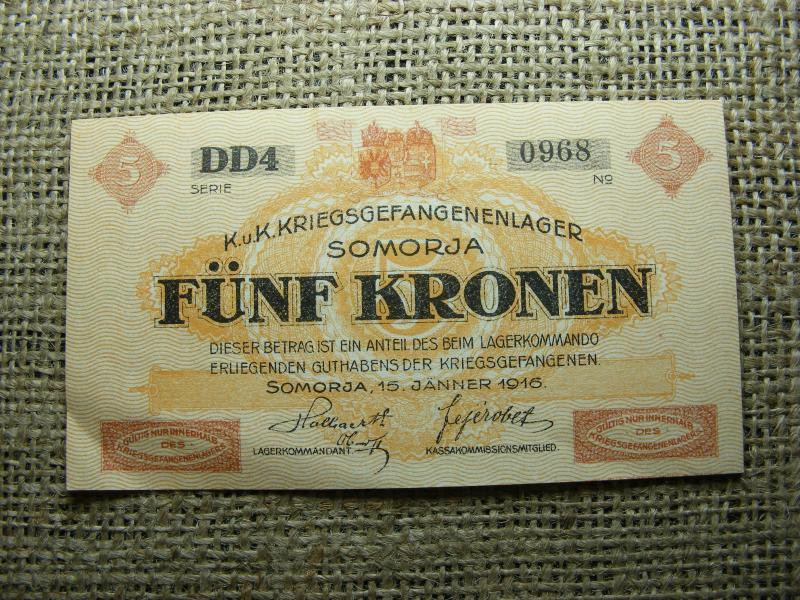 5 DD4 0968 5
SERIE No
K.u.K. KRIEGSGEFANGENENLAGER
SOMORJA
FÜNF KRONEN
DIESER BETRAG IST EIN ANTEIL DES BEIM LAGERKOMMANDO
ERLIEGENDEN GUTHABENS DER KRIEGSGEFANGENEN.
SOMORJA, 15. JÄNNER 1916.
LAGERKOMMANDANT. KASSAKOMMISSIONSMITGLIED.
GÜLTIG NUR INNERHALB
DES
KRIEGSGEFANGENENLAGERS
GÜLTIG NUR INNERHALB
DES
KRIEGSGEFANGENENLAGERS